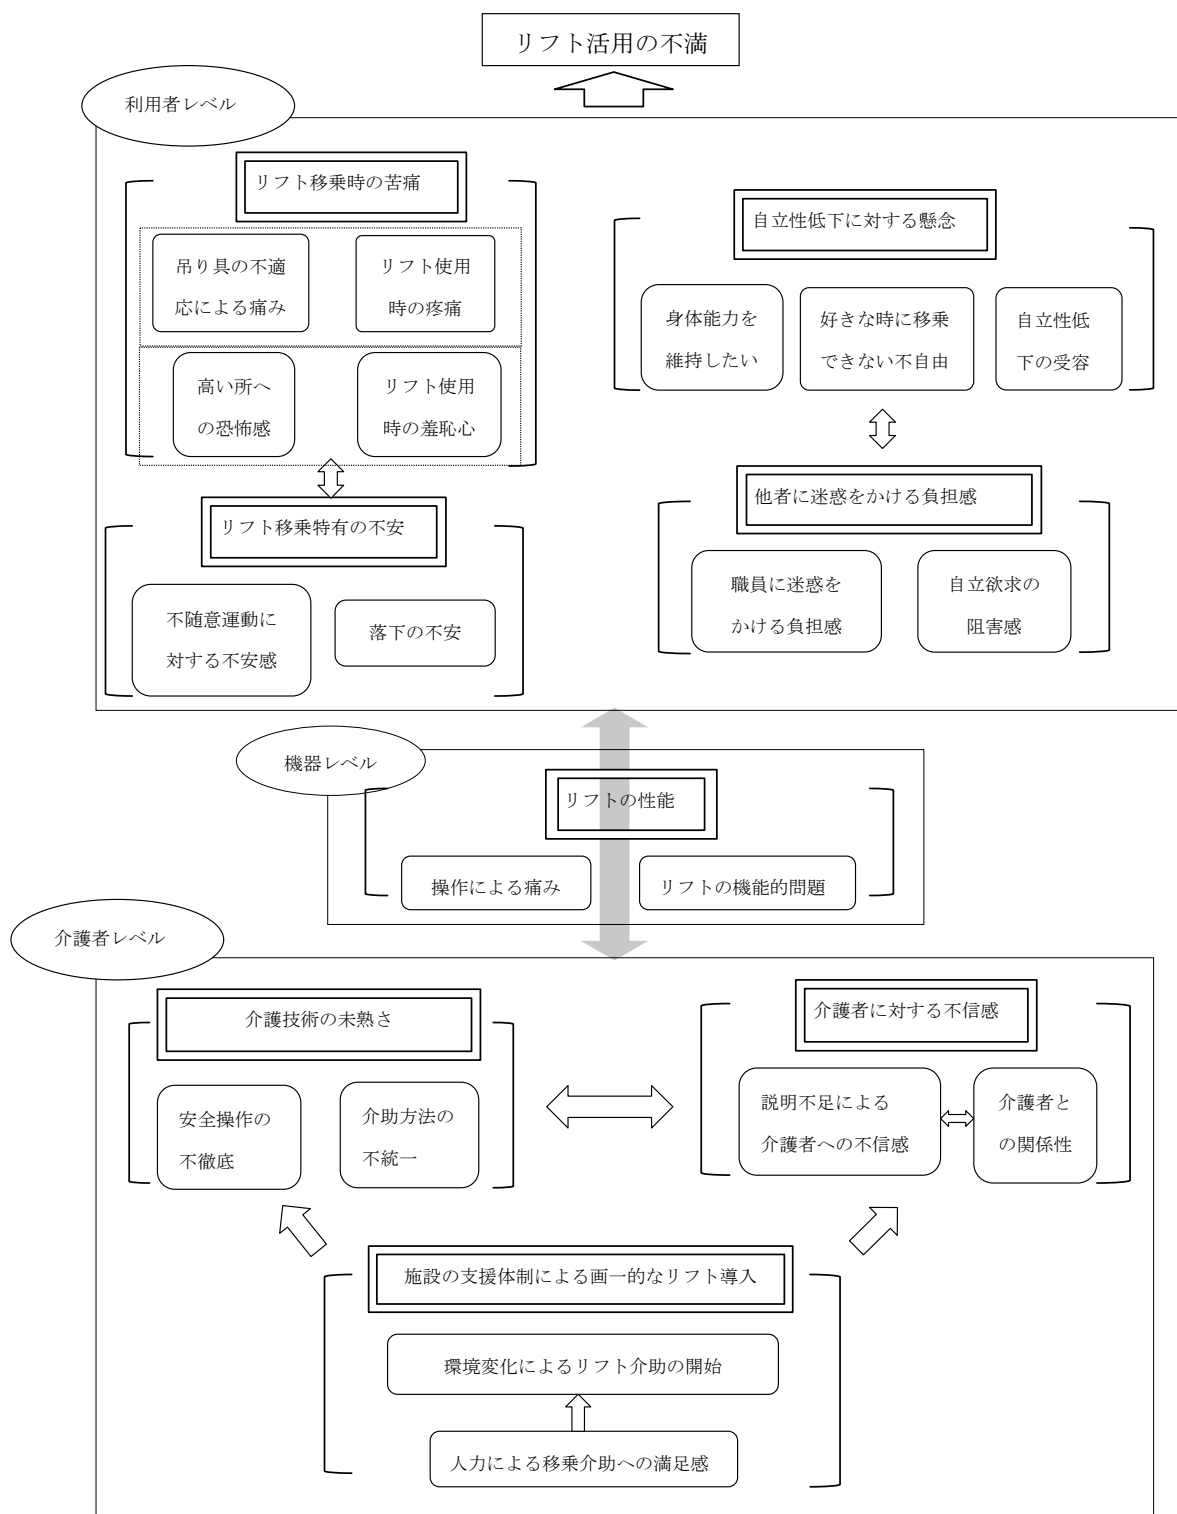 リフト活用の不満
利用者レベル
リフト移乗時の苦痛
吊り具の不適
応による痛み
リフト使用
時の疼痛
高い所へ
の恐怖感
リフト使用
時の羞恥心
リフト移乗特有の不安
不随意運動に
対する不安感
落下の不安
自立性低下に対する懸念
身体能力を
維持したい
好きな時に移乗
できない不自由
自立性低
下の受容
他者に迷惑をかける負担感
職員に迷惑を
かける負担感
自立欲求の
阻害感
機器レベル
リフトの性能
操作による痛み
リフトの機能的問題
介護者レベル
介護技術の未熟さ
安全操作の
不徹底
介助方法の
不統一
介護者に対する不信感
説明不足による
介護者への不信感
介護者と
の関係性
施設の支援体制による画一的なリフト導入
環境変化によるリフト介助の開始
人力による移乗介助への満足感